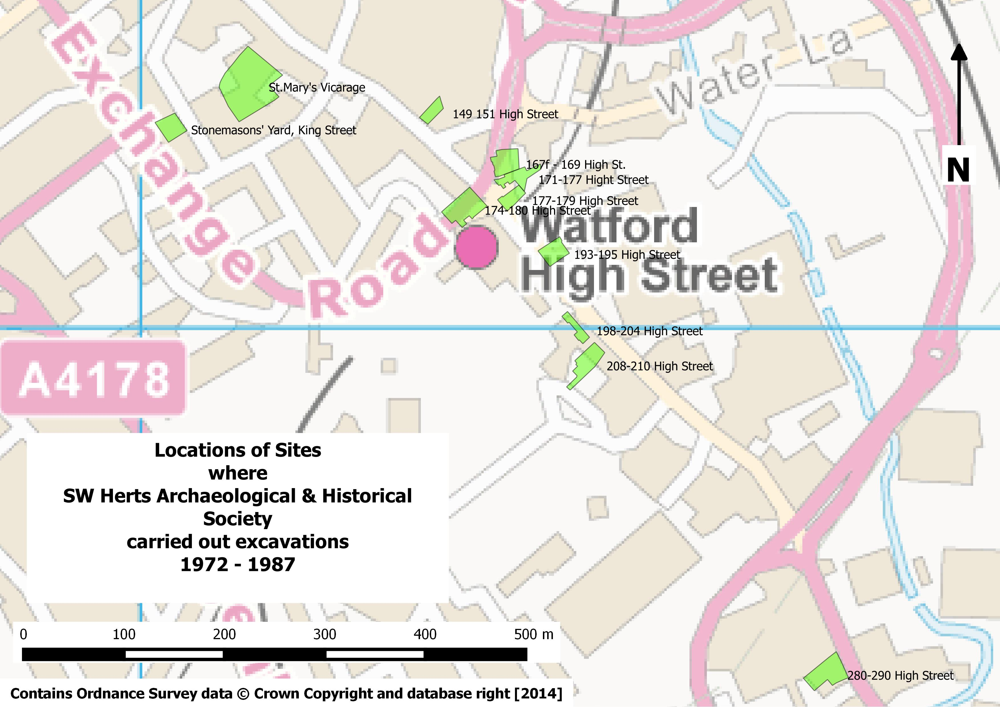 Exchange
Road
Water La
St.Mary's Vicarage
149 151 High Street
Stonemasons' Yard, King Street
167f - 169 High St.
171-177 Hight Street
177-179 High Street
174-180 High Street
N
Watford
High Street
193-195 High Street
198-204 High Street
208-210 High Street
A4178
Locations of Sites
where
SW Herts Archaeological & Historical
Society
carried out excavations
1972 - 1987
0 100 200 300 400 500 m
280-290 High Street
Contains Ordnance Survey data © Crown Copyright and database right [2014]